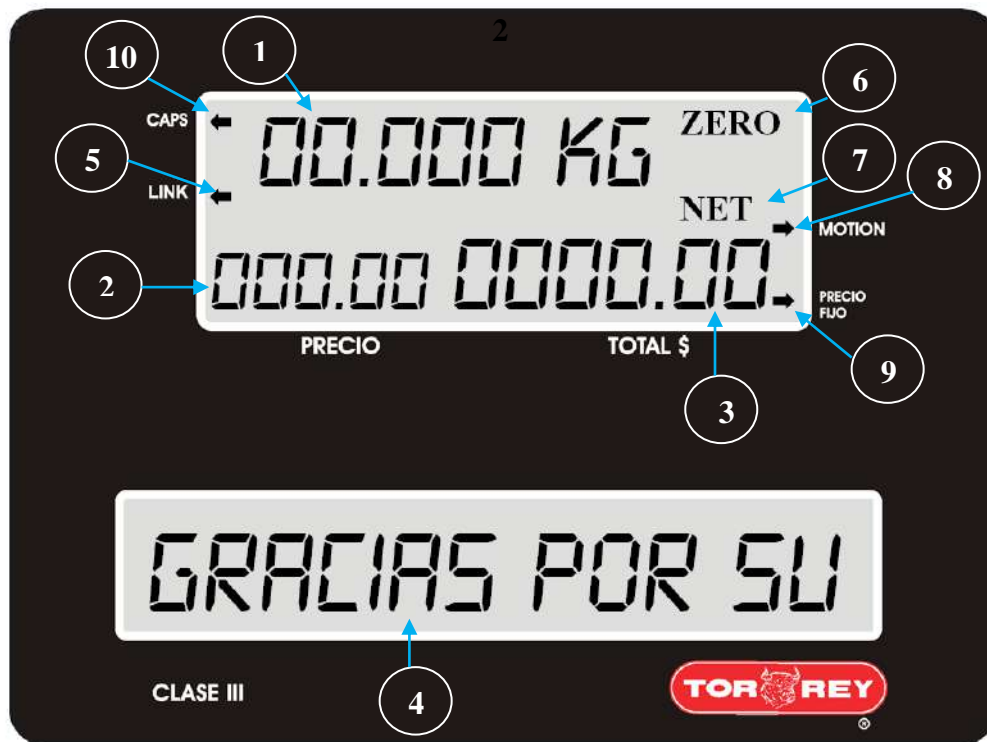 2
10
1
6
CAPS
00.000 KG
ZERO
5
7
8
LINK
NET
MOTION
2
000.00
0000.00
PRECIO
FIJO
PRECIO
TOTAL $
9
3
GRACIAS POR SU
4
CLASE III
TOR REY
®